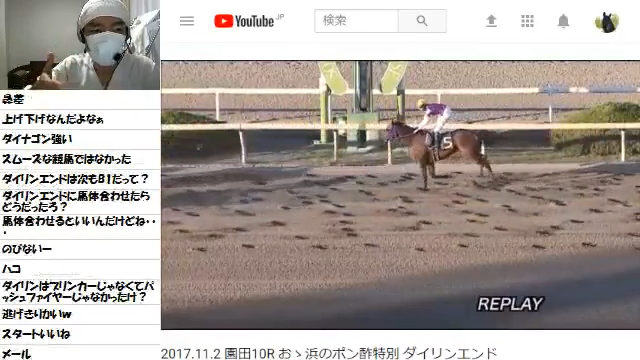 YouTube JP
検索
暴落
上げ下げなんだよなぁ
ダイナゴン強い
スムーズな競馬ではなかった
ダイリンエンドは次もB1だって？
ダイリンエンドに馬体合わせたら
どうだったろ？
馬体合わせるといいんだけどね・・
・
のびないー
ハコ
ダイリンはブリンカーじゃなくてパ
シュファイヤーじゃなかったけ？
逃げきりかいw
スタートいいね
メール
5
REPLAY
2017.11.2 園田10R おゝ浜のポン酢特別 ダイリンエンド